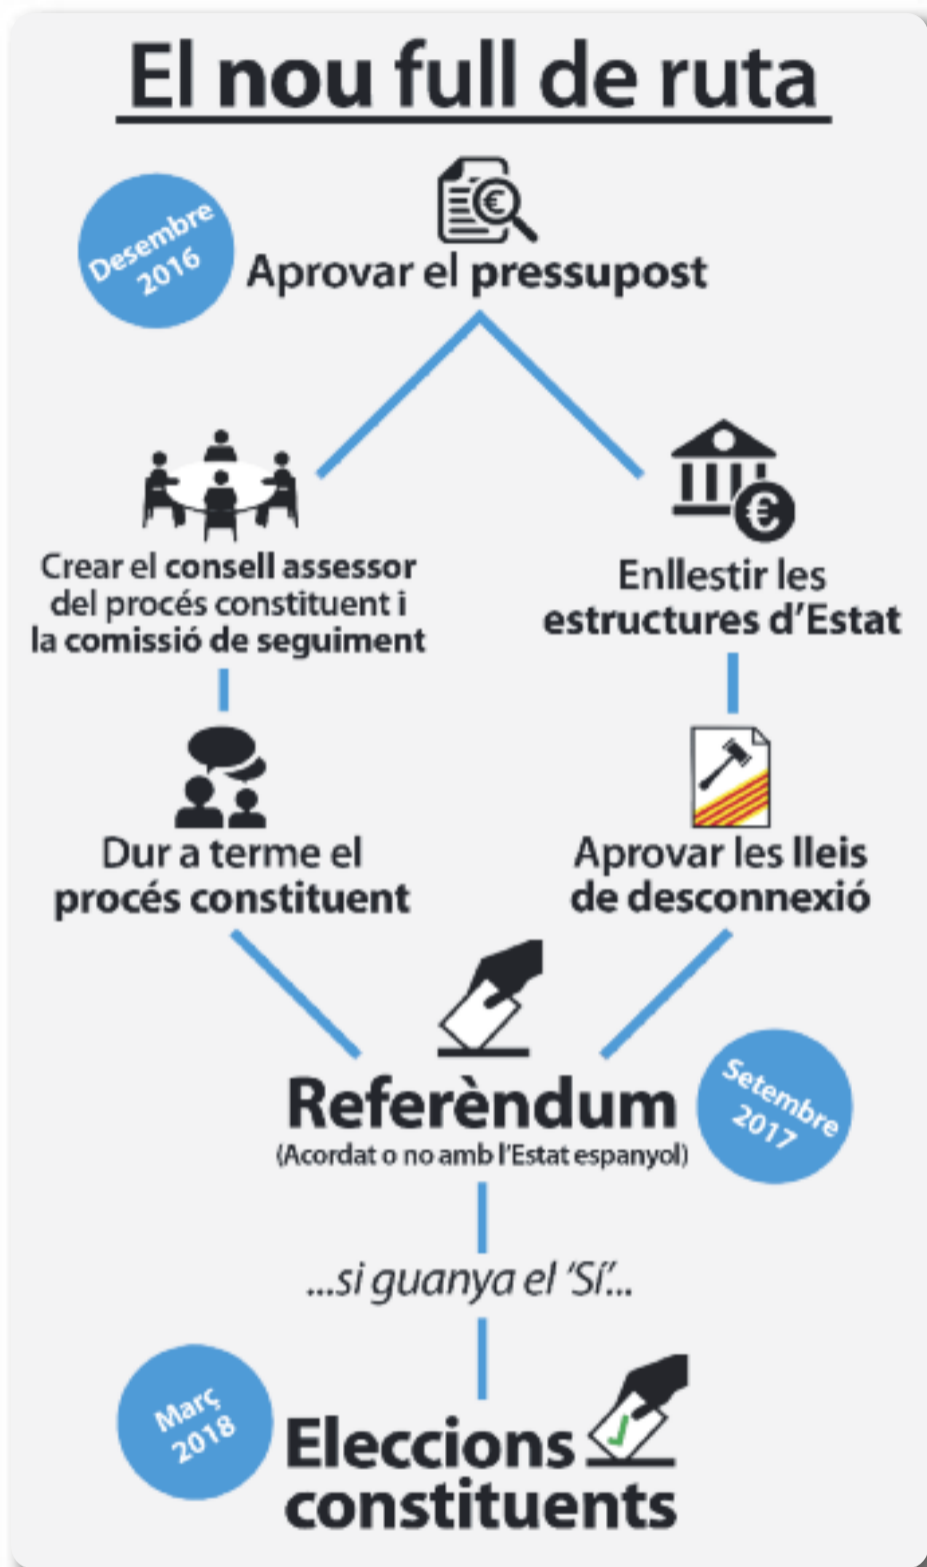 El nou full de ruta
Desembre
2016
Aprovar el pressupost
Crear el consell assessor
del procés constituent i
la comissió de seguiment
Enllestir les
estructures d'Estat
Dur a terme el
procés constituent
Aprovar les lleis
de desconnexió
Referèndum
(Acordat o no amb l'Estat espanyol)
Setembre
2017
...si guanya el 'Sí'...
Març
2018
Eleccions
constituents